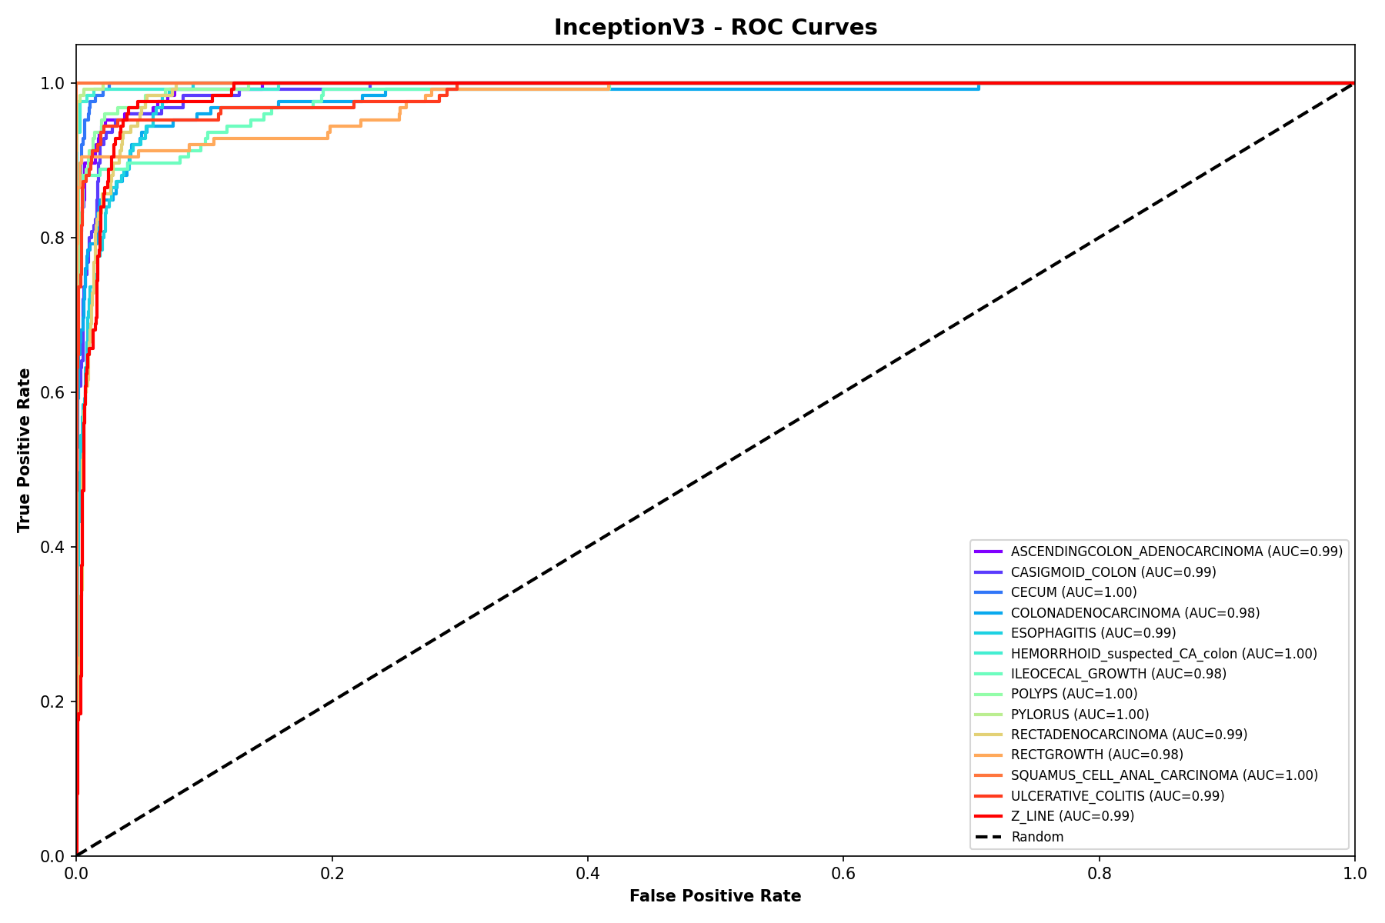 InceptionV3 - ROC Curves
True Positive Rate
1.0
0.8
0.6
0.4
0.2
0.0
ASCENDINGCOLON_ADENOCARCINOMA (AUC=0.99)
CASIGMOID_COLON (AUC=0.99)
CECUM (AUC=1.00)
COLONADENOCARCINOMA (AUC=0.98)
ESOPHAGITIS (AUC=0.99)
HEMORRHOID_suspected_CA_colon (AUC=1.00)
ILEOCECAL_GROWTH (AUC=0.98)
POLYPS (AUC=1.00)
PYLORUS (AUC=1.00)
RECTADENOCARCINOMA (AUC=0.99)
RECTGROWTH (AUC=0.98)
SQUAMUS_CELL_ANAL_CARCINOMA (AUC=1.00)
ULCERATIVE_COLITIS (AUC=0.99)
Z_LINE (AUC=0.99)
Random
0.0 0.2 0.4 0.6 0.8 1.0
False Positive Rate